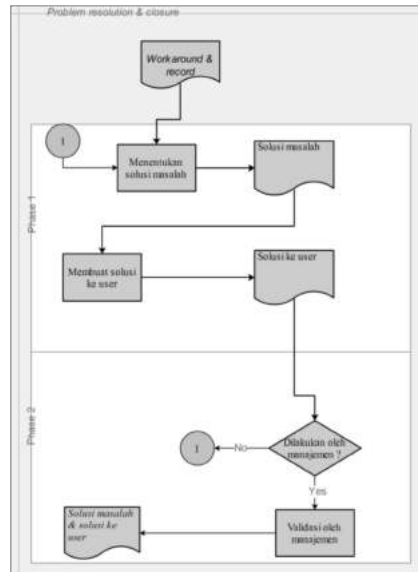 Problem resolution & closure
Workaround &
record
Phase 1
1
Menentukan
solusi masalah
Solusi masalah
Membuat solusi
ke user
Solusi ke user
Phase 2
1
No
Dilakukan oleh
manajemen ?
Yes
Solusi masalah
& solusi ke
user
Validasi oleh
manajemen